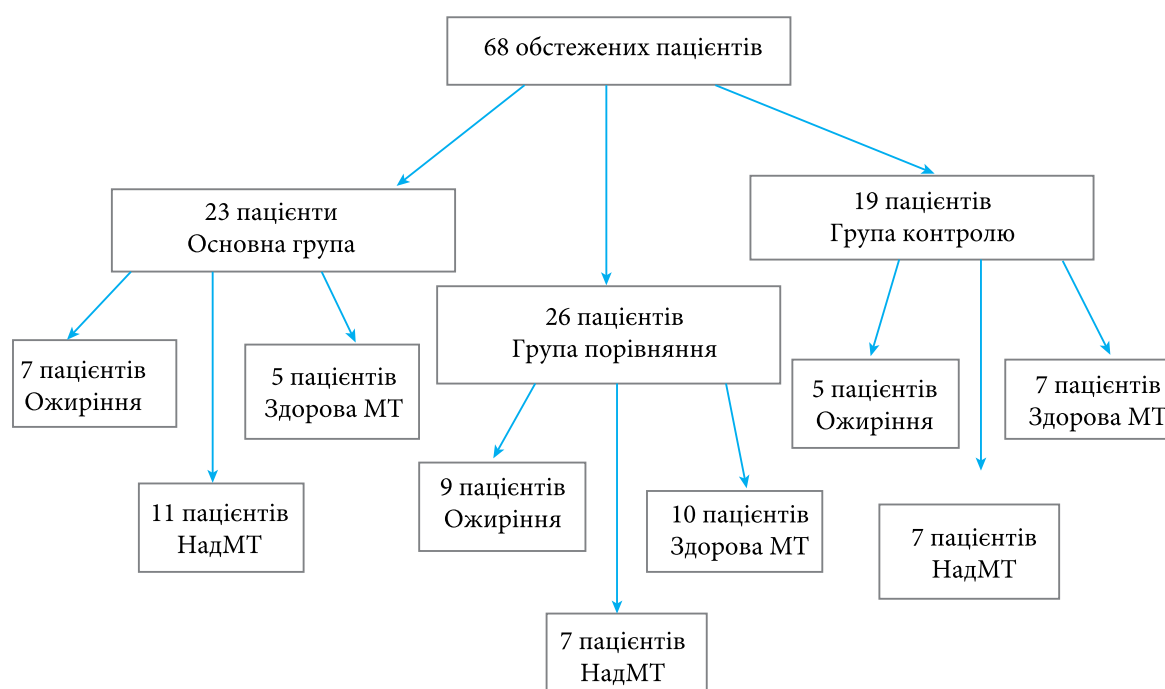 68 обстежених пацієнтів
23 пацієнти
Основна група
19 пацієнтів
Група контролю
26 пацієнтів
Група порівняння
7 пацієнтів
Ожиріння
5 пацієнтів
Здорова МТ
5 пацієнтів
Ожиріння
7 пацієнтів
Здорова МТ
11 пацієнтів
НадМТ
9 пацієнтів
Ожиріння
10 пацієнтів
Здорова МТ
7 пацієнтів
НадМТ
7 пацієнтів
НадМТ